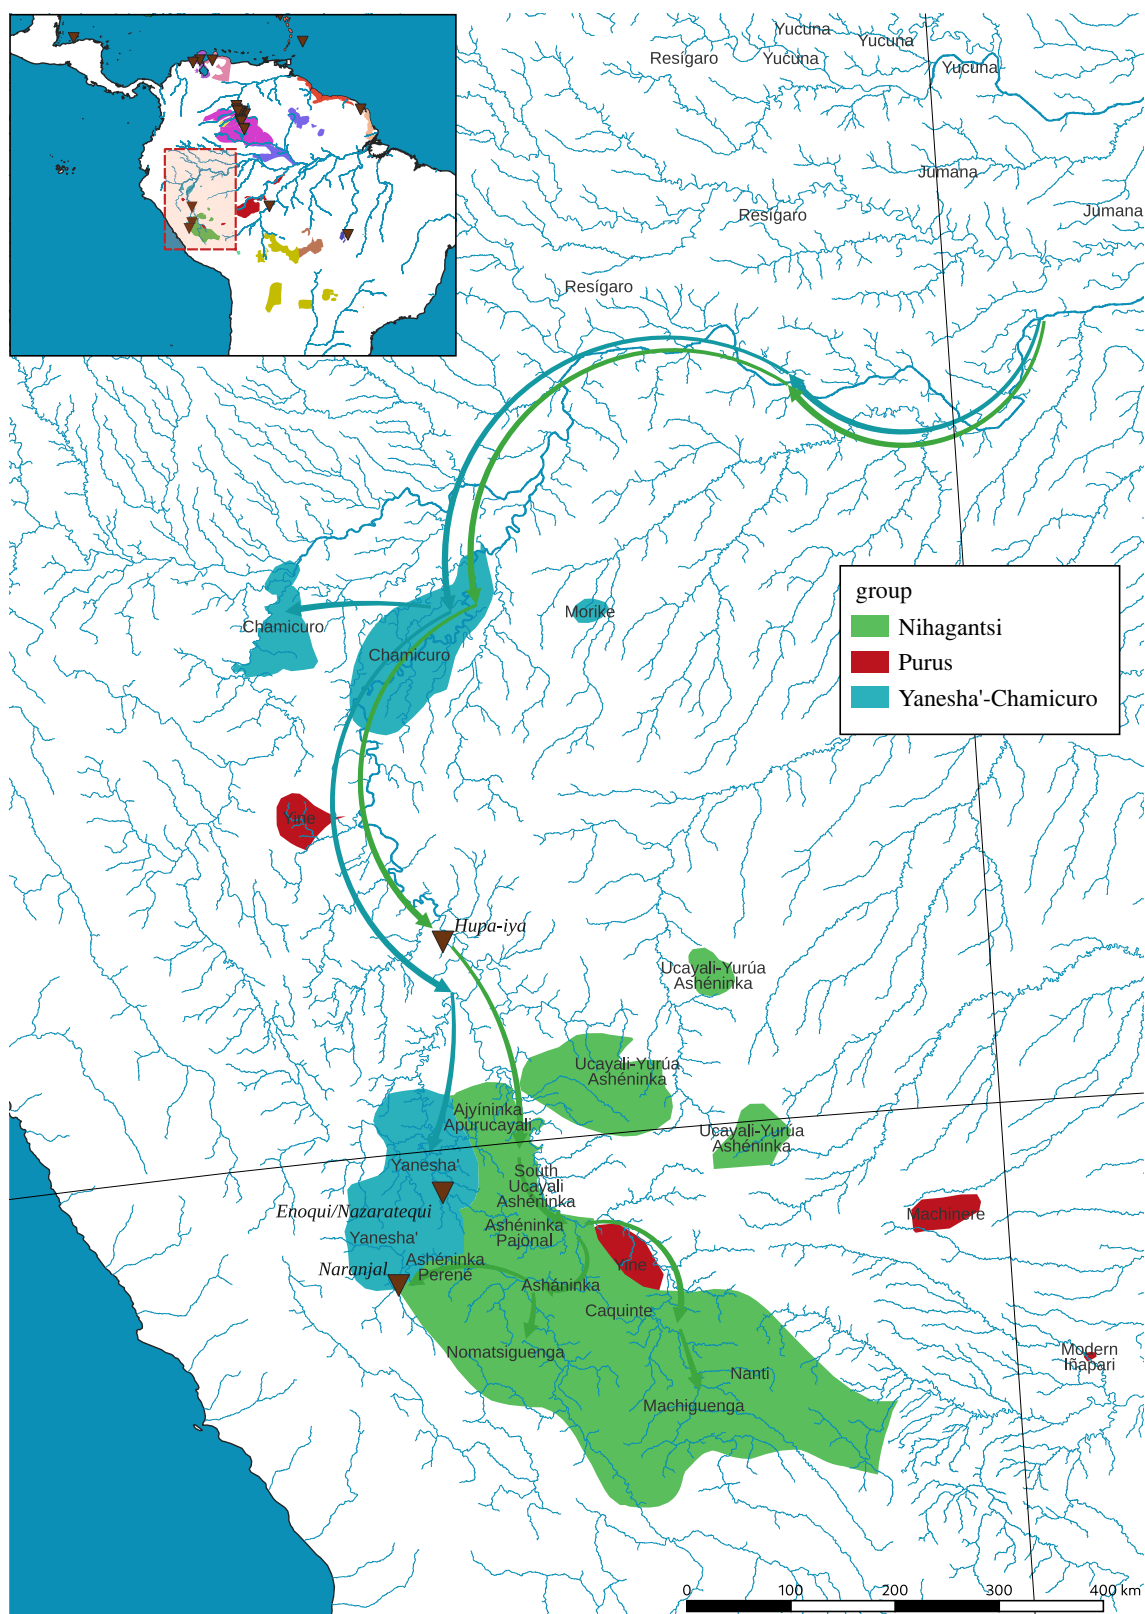 Yucuna
Yucuna
Resígaro
Yucuna
Yucuna
Jumana
Resígaro
Jumana
Resígaro
group
Nihagantsi
Purus
Yanesha'-Chamicuro
Morike
Chamicuro
Chamicuro
Yine
Hupa-iya
Ucayali-Yurúa
Ashéninka
Ucayali-Yurúa
Ashéninka
Ajyíninka
Apurucayali
Ucayali-Yurúa
Ashéninka
Yanesha'
South
Ucayali
Ashéninka
Enoqui/Nazaratequi
Machinere
Yanesha'
Ashéninka
Pajonal
Naranjal
Ashéninka
Perené
Yine
Asháninka
Caquinte
Nomatsiguenga
Modern
Iñapari
Nanti
Machiguenga
0 100 200 300 400 km